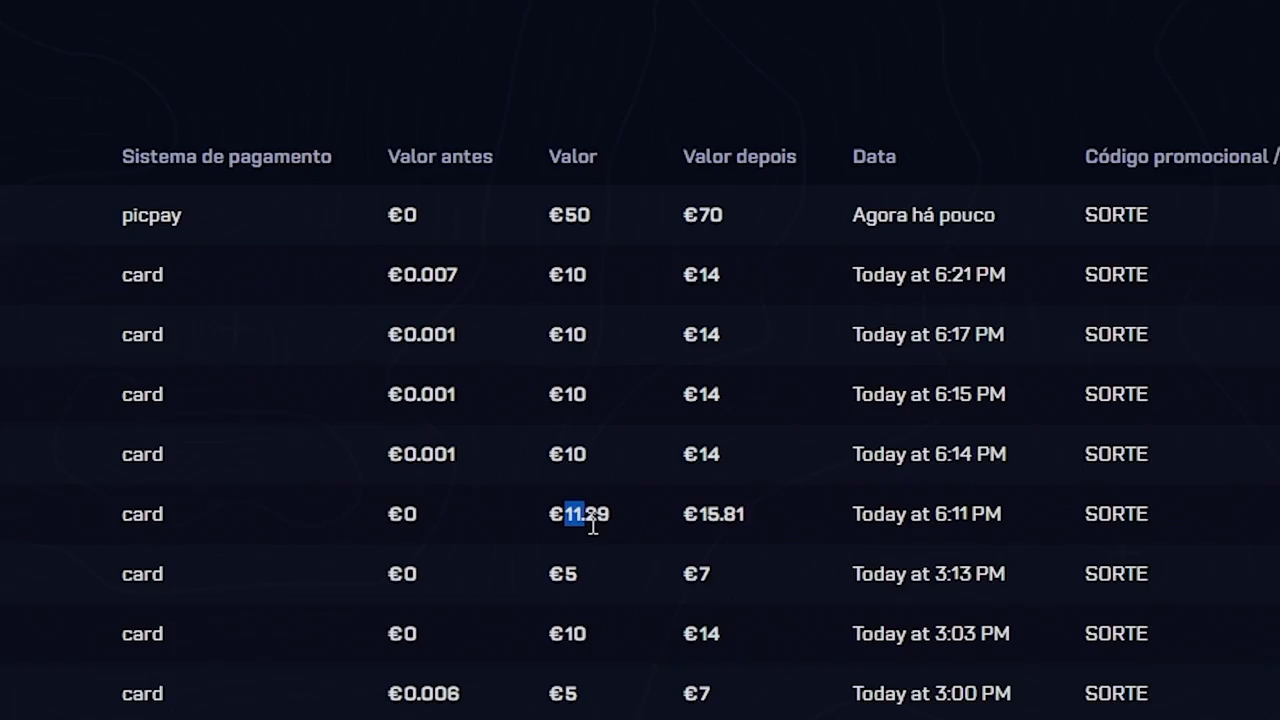 Sistema de pagamento Valor antes Valor Valor depois Data Código promocional /
picpay €0 €50 €70 Agora há pouco SORTE
card €0.007 €10 €14 Today at 6:21 PM SORTE
card €0.001 €10 €14 Today at 6:17 PM SORTE
card €0.001 €10 €14 Today at 6:15 PM SORTE
card €0.001 €10 €14 Today at 6:14 PM SORTE
card €0 €11.29 €15.81 Today at 6:11 PM SORTE
card €0 €5 €7 Today at 3:13 PM SORTE
card €0 €10 €14 Today at 3:03 PM SORTE
card €0.006 €5 €7 Today at 3:00 PM SORTE